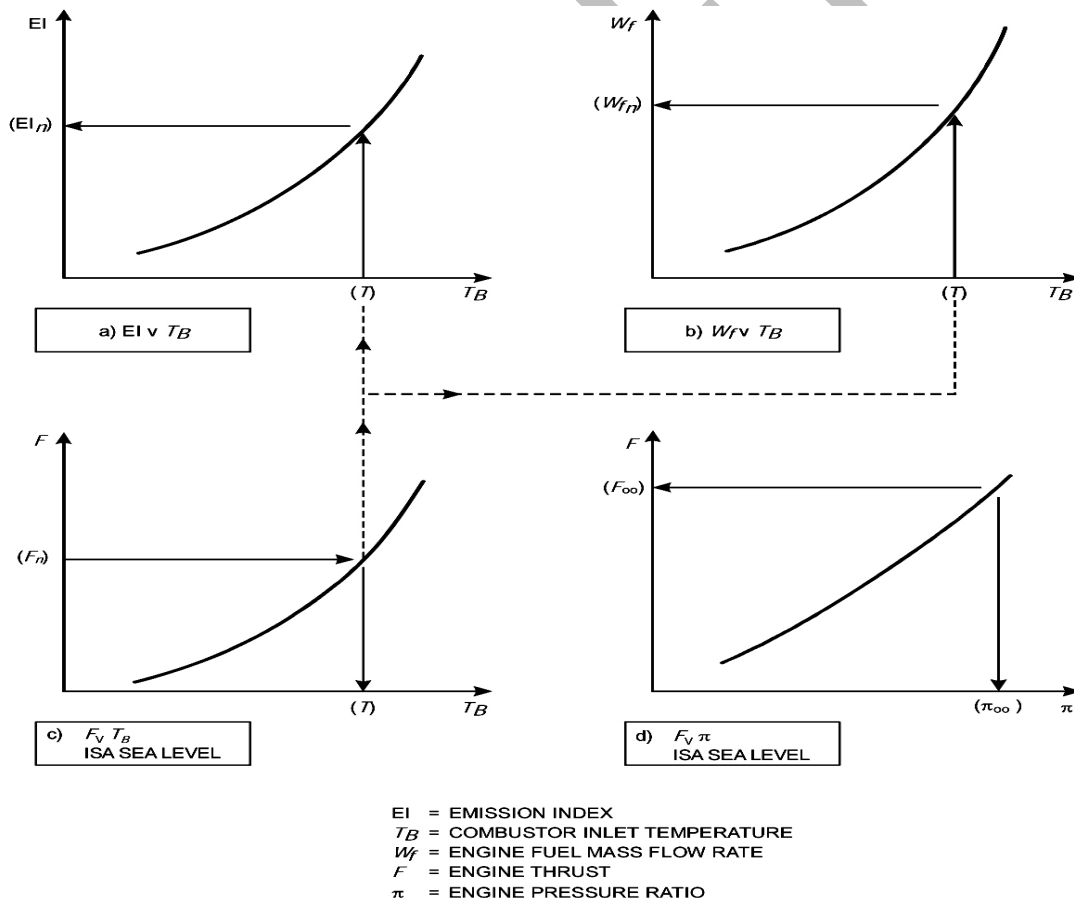 EI
(EIn)
(T)
TB
a) EI v TB
Wf
(Wfn)
(T)
TB
b) Wf v TB
F
(Fn)
(T)
TB
c) Fv TB
ISA SEA LEVEL
F
(Foo)
(πoo)
π
d) Fv π
ISA SEA LEVEL
EI = EMISSION INDEX
TB = COMBUSTOR INLET TEMPERATURE
Wf = ENGINE FUEL MASS FLOW RATE
F = ENGINE THRUST
π = ENGINE PRESSURE RATIO